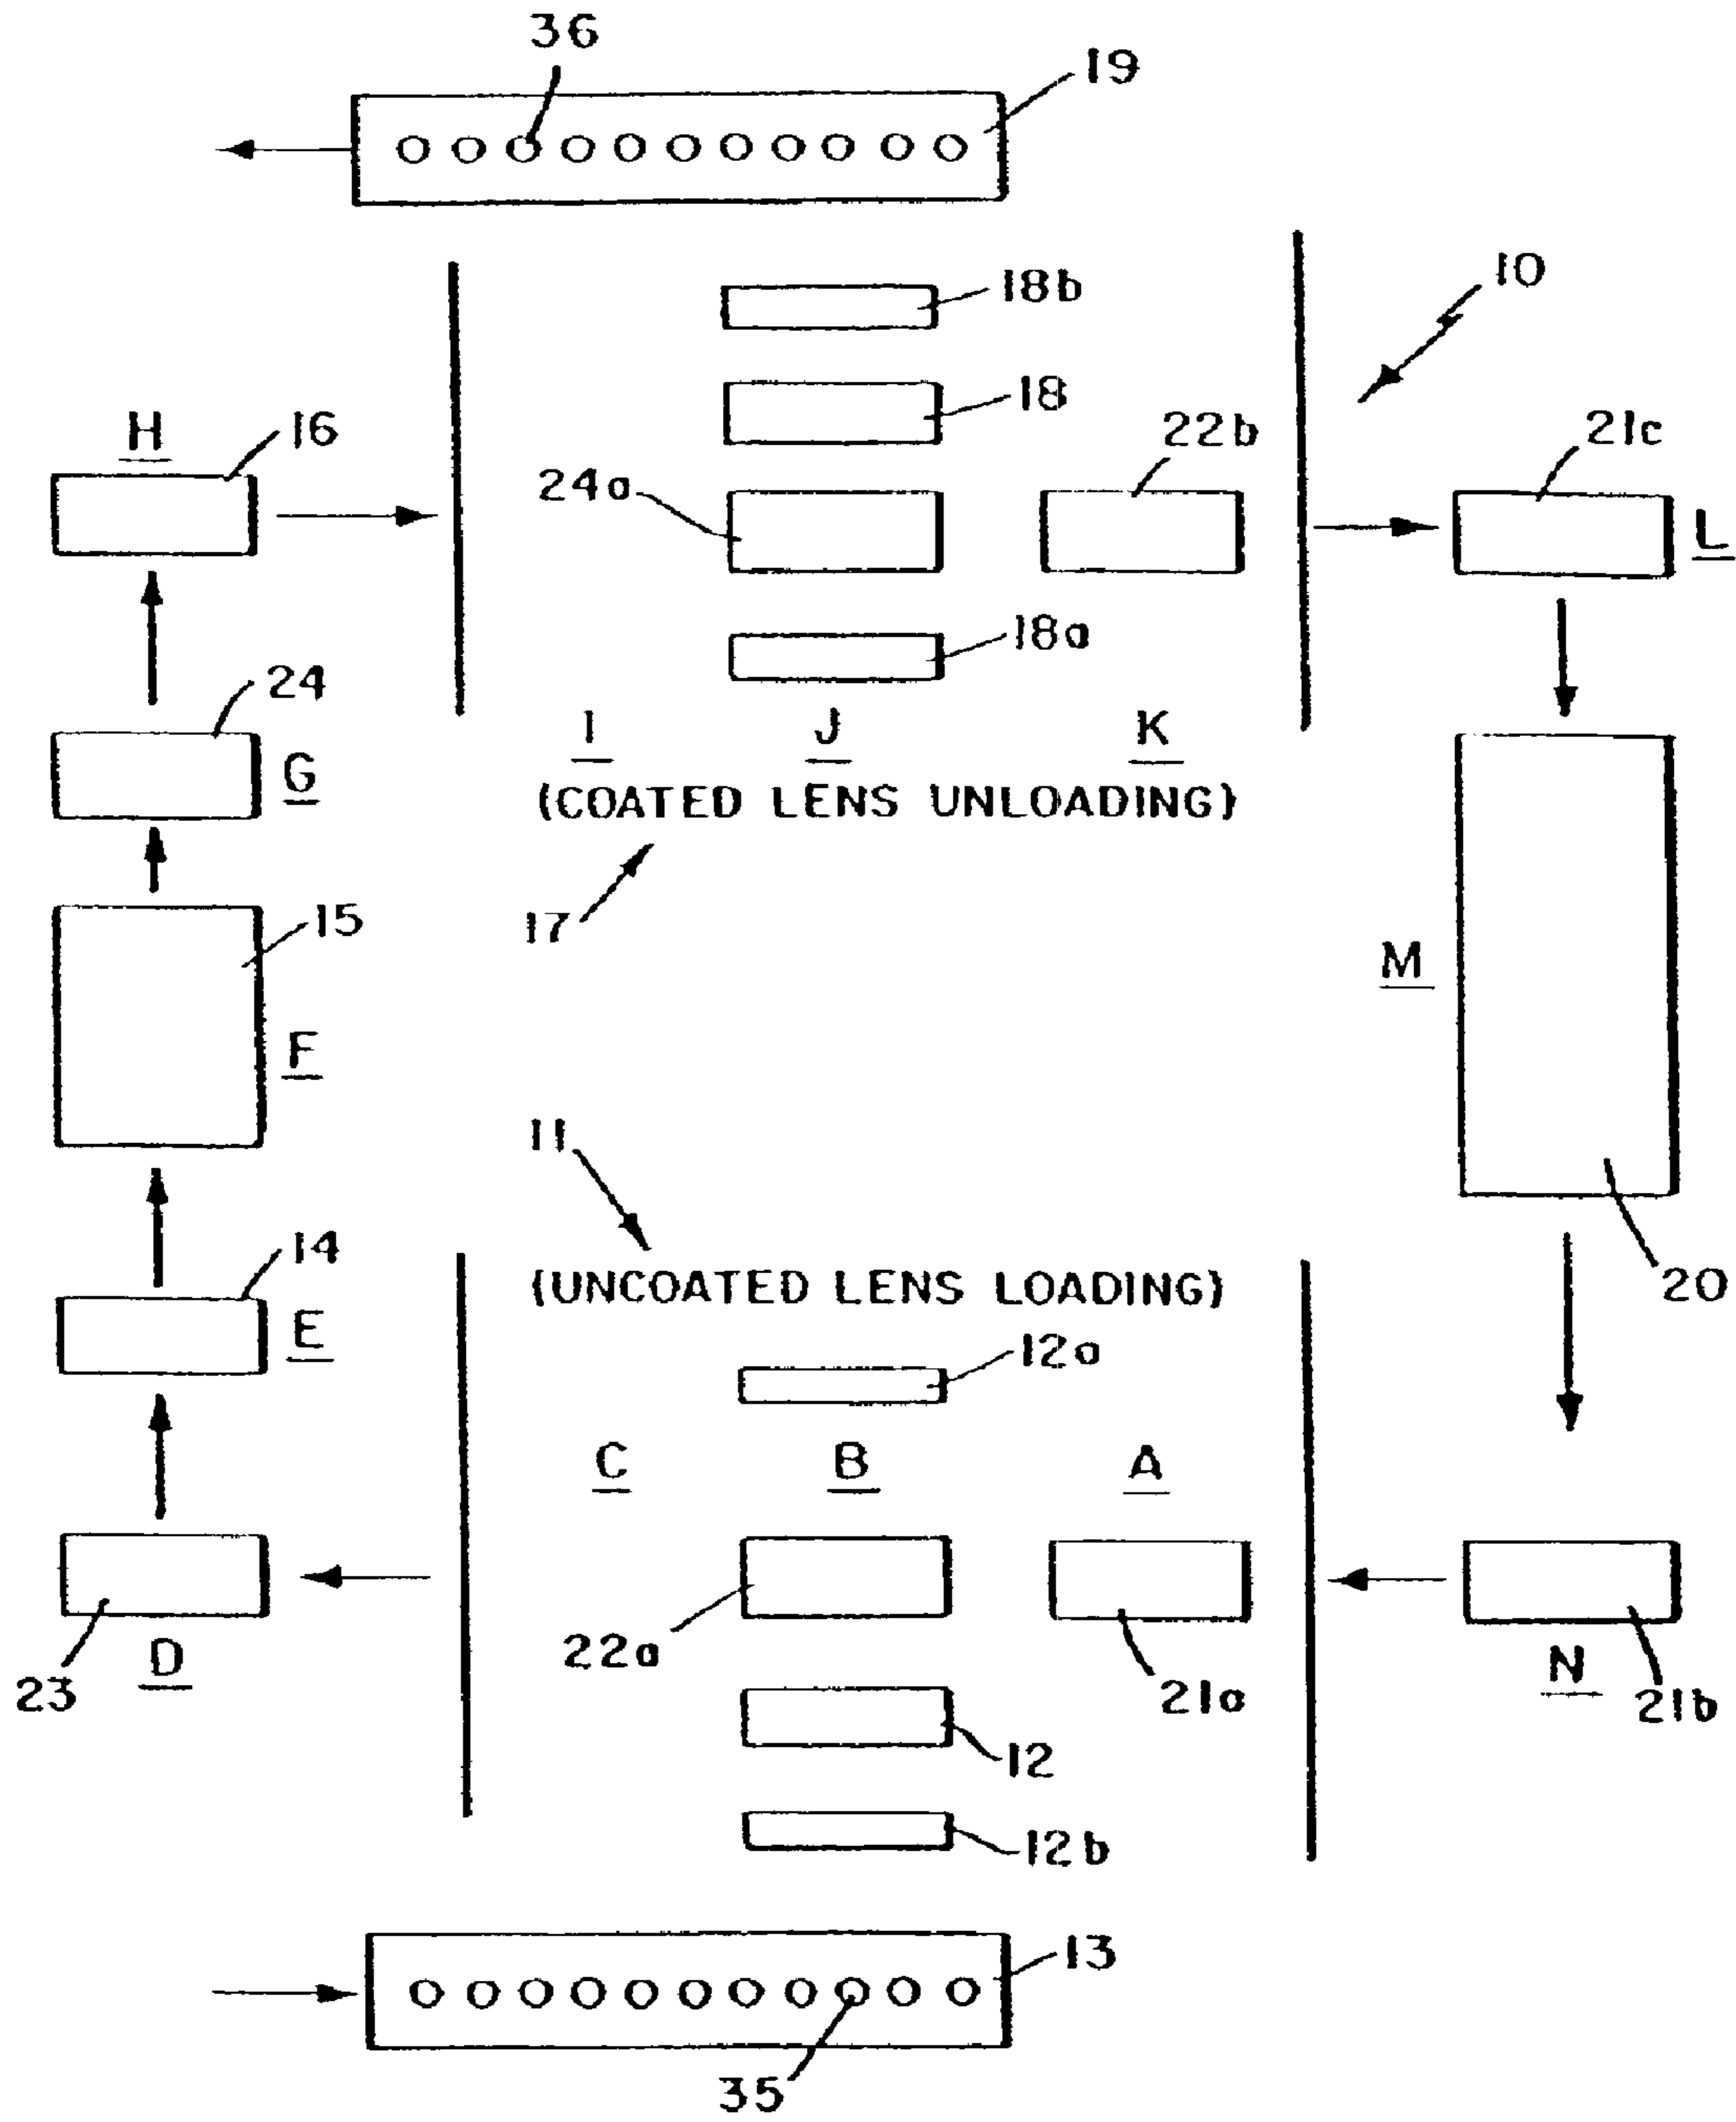 36
19
18b
10
18
H
16
22b
21c
24a
L
18a
24
G
I
J
K
(COATED LENS UNLOADING)
15
17
M
F
11
14
(UNCOATED LENS LOADING)
20
E
12a
C
B
A
D
22a
N
23
21a
21b
12
12b
13
35